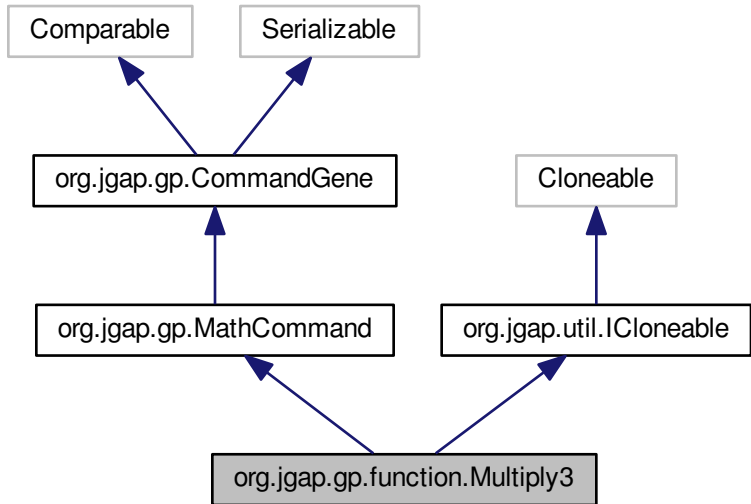 Comparable
Serializable
org.jgap.gp.CommandGene
Cloneable
org.jgap.gp.MathCommand
org.jgap.util.ICloneable
org.jgap.gp.function.Multiply3